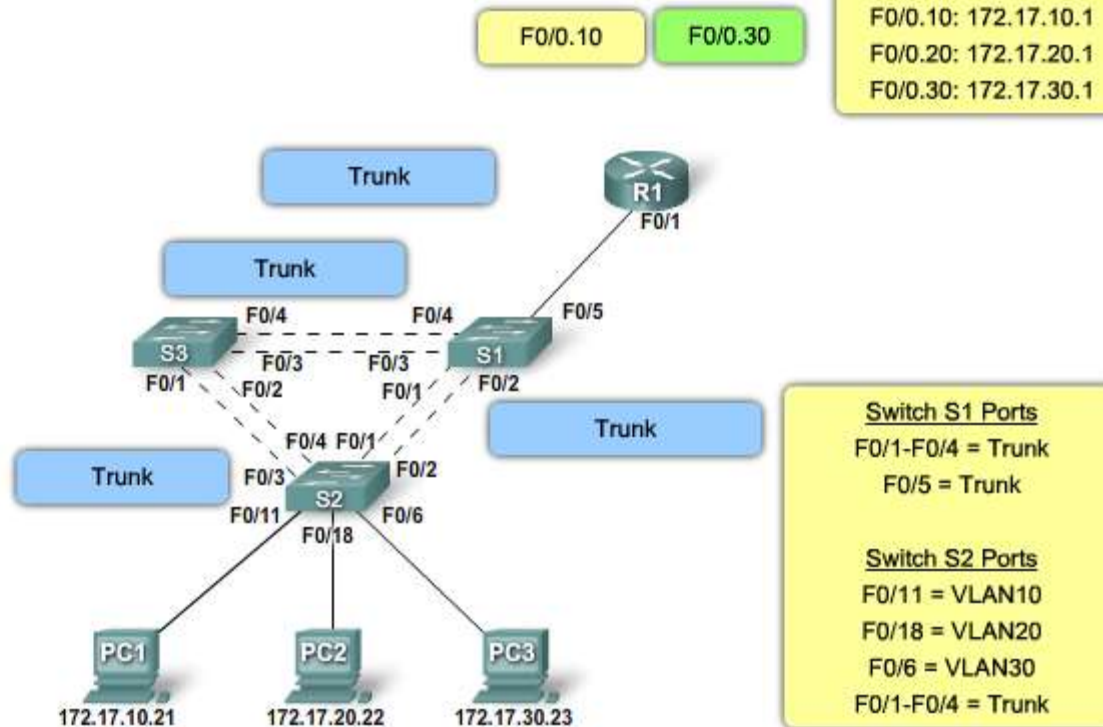 F0/0.10
F0/0.30
F0/0.10: 172.17.10.1
F0/0.20: 172.17.20.1
F0/0.30: 172.17.30.1
Trunk
R1
F0/1
Trunk
F0/4
F0/4
F0/5
S3
S1
F0/3
F0/3
F0/1
F0/2
F0/1
F0/2
Trunk
F0/4
F0/1
Trunk
F0/3
F0/2
S2
F0/11
F0/6
F0/18
Switch S1 Ports
F0/1-F0/4 = Trunk
F0/5 = Trunk
Switch S2 Ports
F0/11 = VLAN10
F0/18 = VLAN20
F0/6 = VLAN30
F0/1-F0/4 = Trunk
PC1
PC2
PC3
172.17.10.21
172.17.20.22
172.17.30.23